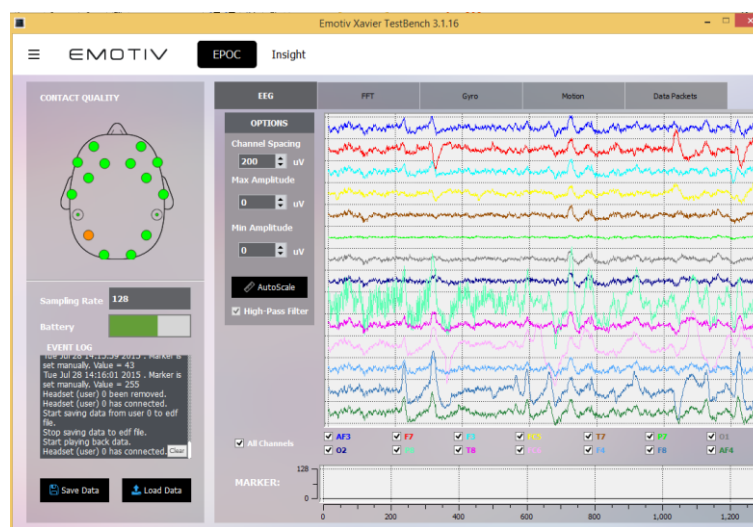 Emotiv Xavier TestBench 3.1.16
EMOTIV
EPOC
Insight
CONTACT QUALITY
Sampling Rate
128
Battery
EVENT LOG
set manually. Value = 43
Tue Jul 28 14:16:01 2015 . Marker is
set manually. Value = 255
Headset (user) 0 been removed.
Headset (user) 0 has connected.
Start saving data from user 0 to edf
file.
Stop saving data to edf file.
Start playing back data.
Headset (user) 0 has connected.
Clear
Save Data
Load Data
EEG
FFT
Gyro
Motion
Data Packets
OPTIONS
Channel Spacing
200
uV
Max Amplitude
0
uV
Min Amplitude
0
uV
AutoScale
High-Pass Filter
All Channels
AF3
F7
F3
FC5
T7
P7
O1
O2
T8
F4
F8
AF4
MARKER:
128
0
0
200
400
600
800
1,000
1,200